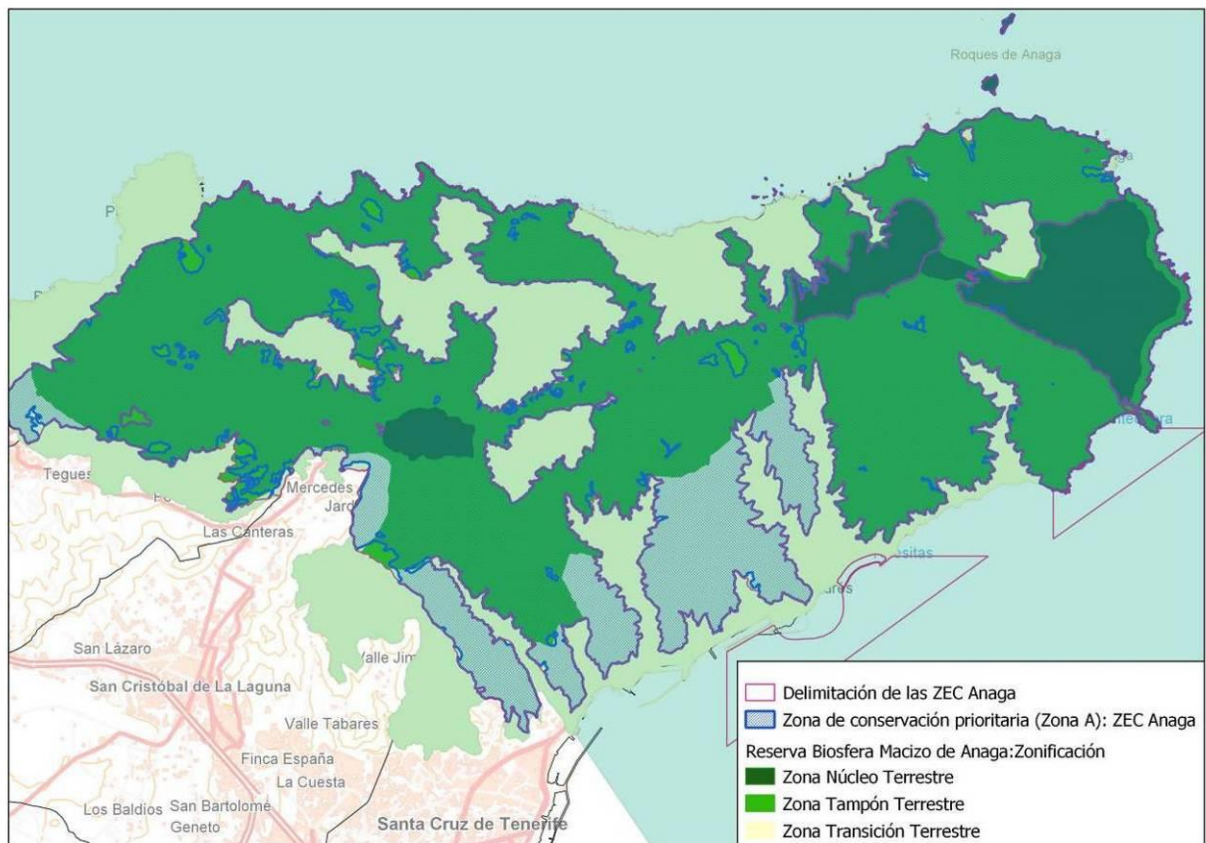 Roques de Anaga
Mercedes
Las Canteras
San Lázaro
San Cristóbal de La Laguna
Valle Tabares
Finca España
La Cuesta
Los Baldíos
San Bartolomé
Geneto
Santa Cruz de Tenerife
Delimitación de las ZEC Anaga
Zona de conservación prioritaria (Zona A): ZEC Anaga
Reserva Biosfera Macizo de Anaga:Zonificación
Zona Núcleo Terrestre
Zona Tampón Terrestre
Zona Transición Terrestre